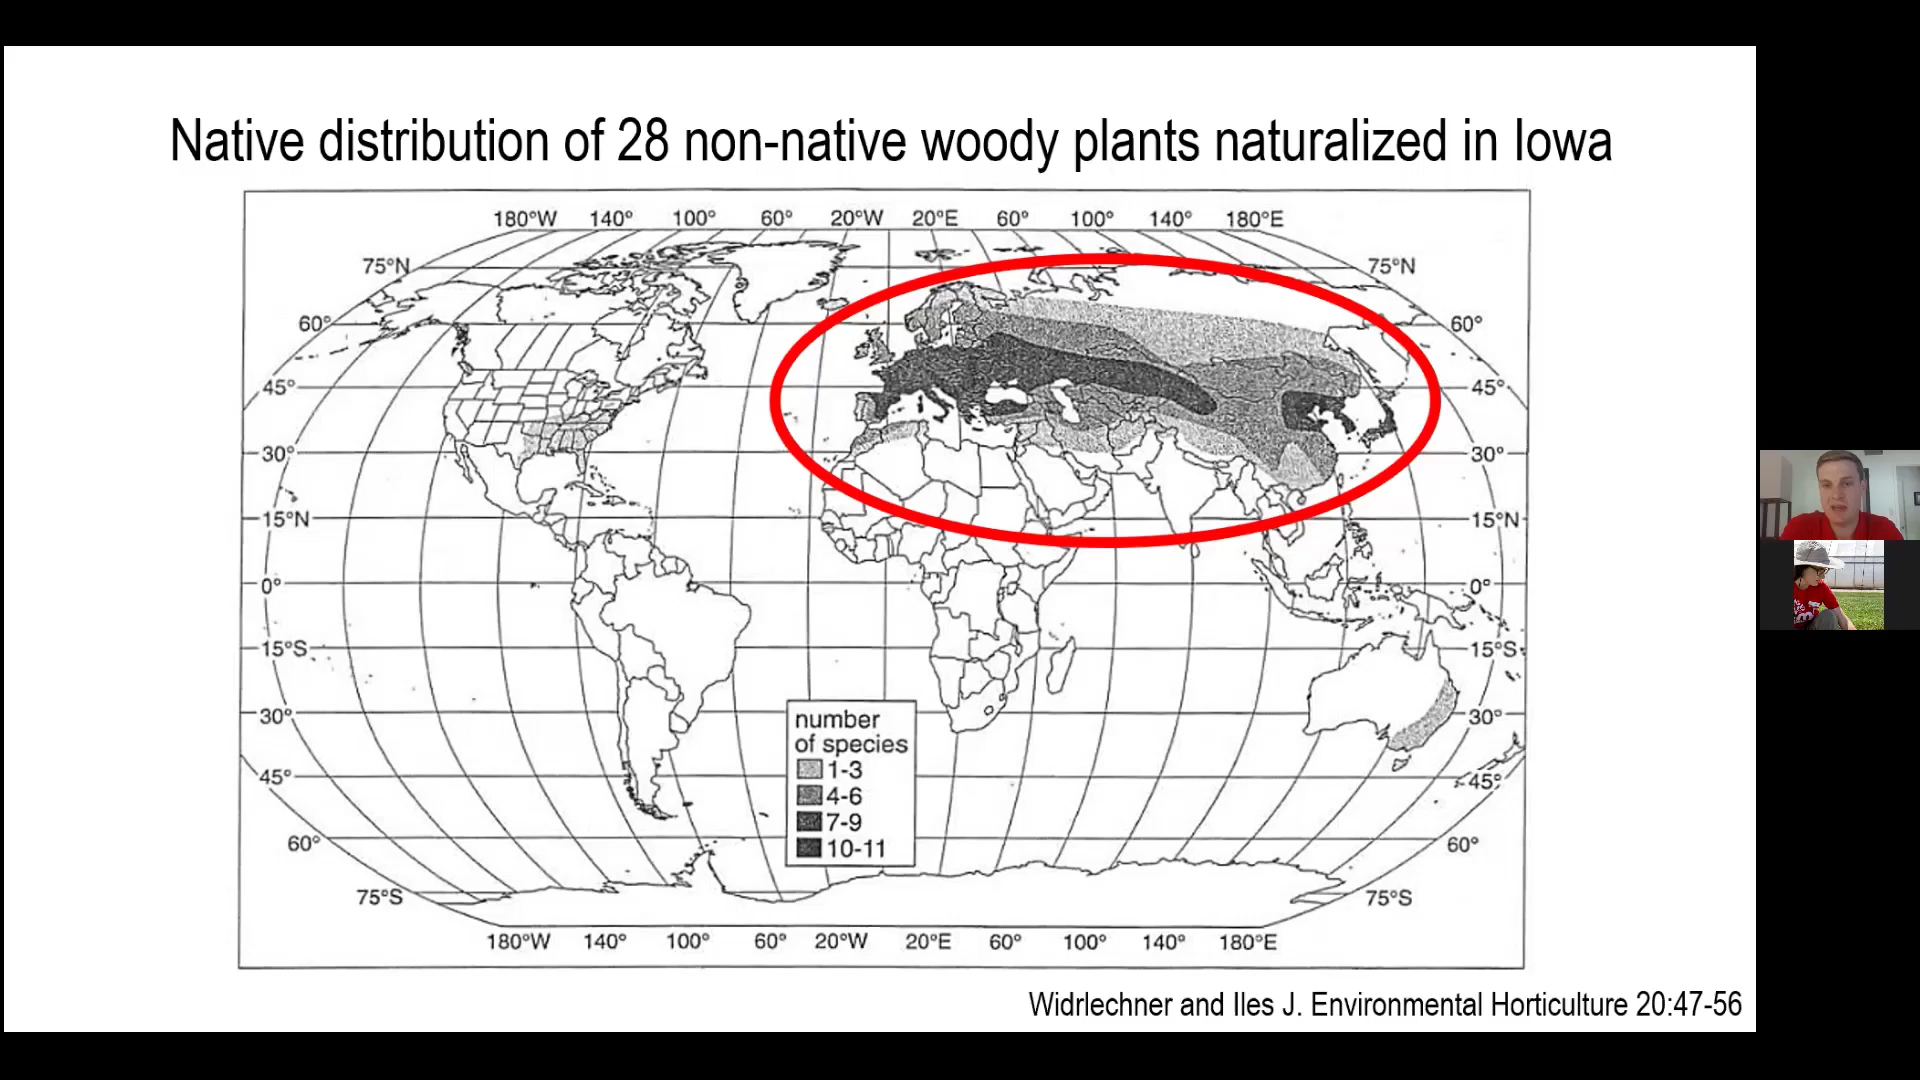 Native distribution of 28 non-native woody plants naturalized in Iowa
180°W 140° 100° 60° 20°W 20°E 60° 100° 140° 180°E
75°N 75°N
60° 60°
45° 45°
30° 30°
15°N 15°N
0° 0°
15°S 15°S
30° 30°
45° 45°
60° 60°
75°S 75°S
number
of species
1-3
4-6
7-9
10-11
180°W 140° 100° 60° 20°W 20°E 60° 100° 140° 180°E
Widrlechner and Iles J. Environmental Horticulture 20:47-56